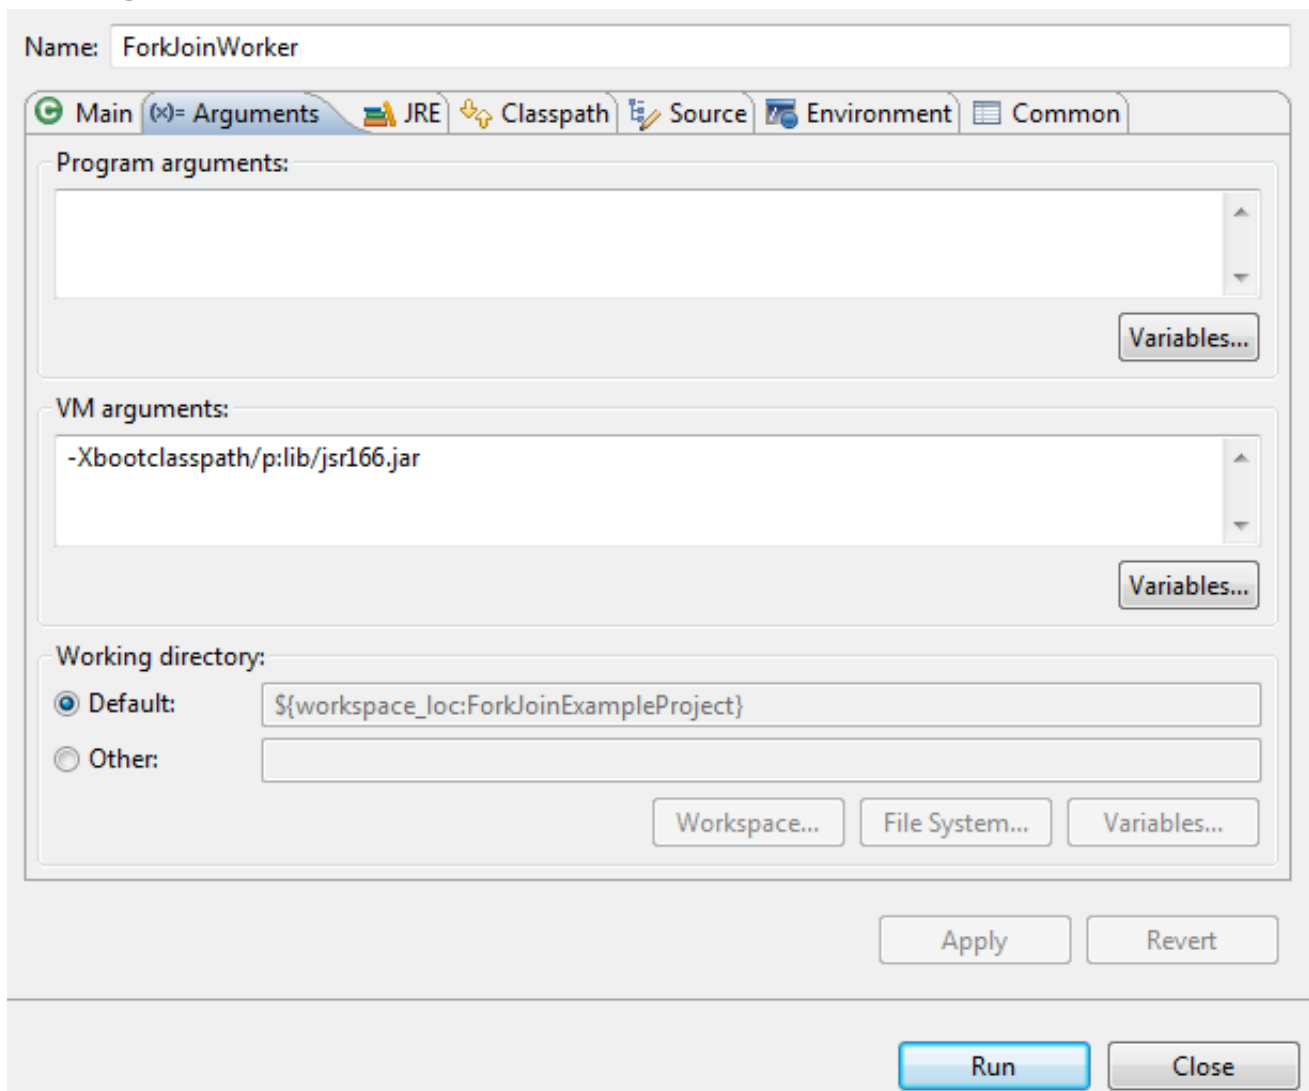 Name: ForkJoinWorker
Main (x)= Arguments JRE Classpath Source Environment Common
Program arguments:
Variables...
VM arguments:
-Xbootclasspath/p:lib/jsr166.jar
Variables...
Working directory:
Default: ${workspace_loc:ForkJoinExampleProject}
Other:
Workspace... File System... Variables...
Apply Revert
Run Close